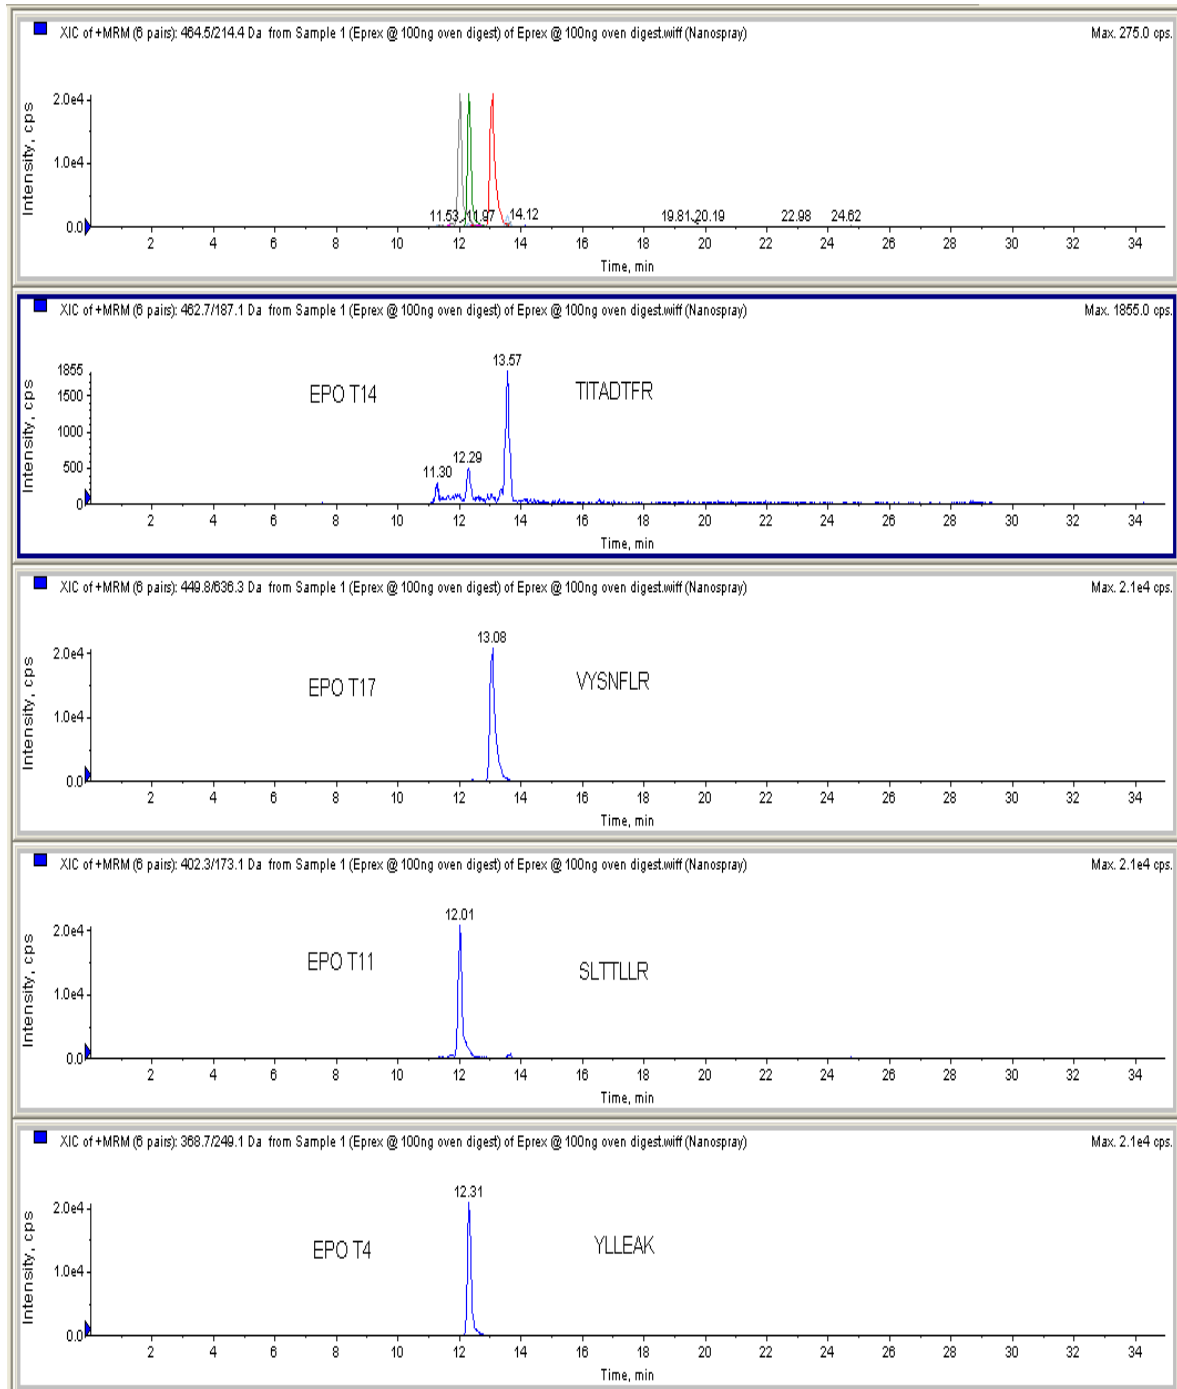 XIC of +MRM (6 pairs): 464.5/214.4 Da from Sample 1 (Eprex @ 100ng oven digest) of Eprex @ 100ng oven digest.wiff (Nanospray) Max. 275.0 cps.
Intensity, cps
2.0e4
1.0e4
0.0
11.53 11.97 14.12 19.81 20.19 22.98 24.62
2 4 6 8 10 12 14 16 18 20 22 24 26 28 30 32 34
Time, min
XIC of +MRM (6 pairs): 462.7/187.1 Da from Sample 1 (Eprex @ 100ng oven digest) of Eprex @ 100ng oven digest.wiff (Nanospray) Max. 1855.0 cps.
Intensity, cps
13.57
1855
EPO T14 TITADTFR
1500
1000
12.29
11.30
500
0
2 4 6 8 10 12 14 16 18 20 22 24 26 28 30 32 34
Time, min
XIC of +MRM (6 pairs): 449.8/636.3 Da from Sample 1 (Eprex @ 100ng oven digest) of Eprex @ 100ng oven digest.wiff (Nanospray) Max. 2.1e4 cps.
Intensity, cps
13.08
2.0e4
EPO T17 VYSNFLR
1.0e4
0.0
2 4 6 8 10 12 14 16 18 20 22 24 26 28 30 32 34
Time, min
XIC of +MRM (6 pairs): 402.3/173.1 Da from Sample 1 (Eprex @ 100ng oven digest) of Eprex @ 100ng oven digest.wiff (Nanospray) Max. 2.1e4 cps.
Intensity, cps
12.01
2.0e4
EPO T11 SLTTLLR
1.0e4
0.0
2 4 6 8 10 12 14 16 18 20 22 24 26 28 30 32 34
Time, min
XIC of +MRM (6 pairs): 368.7/249.1 Da from Sample 1 (Eprex @ 100ng oven digest) of Eprex @ 100ng oven digest.wiff (Nanospray) Max. 2.1e4 cps.
Intensity, cps
12.31
2.0e4
EPO T4 YLLEAK
1.0e4
0.0
2 4 6 8 10 12 14 16 18 20 22 24 26 28 30 32 34
Time, min